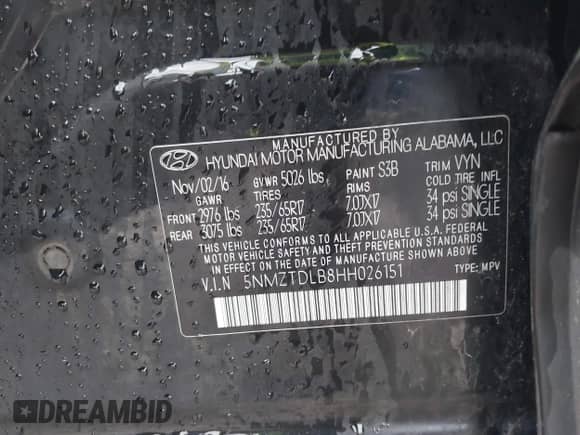 MANUFACTURED BY
HYUNDAI MOTOR MANUFACTURING ALABAMA, LLC
Nov/02/16 GVWR 5026 lbs PAINT S3B TRIM VYN
GAWR TIRES RIMS COLD TIRE INFL
FRONT 2976 lbs 235/65R17 7.0JX17 34 psi SINGLE
REAR 3075 lbs 235/65R17 7.0JX17 34 psi SINGLE
THIS VEHICLE CONFORMS TO ALL APPLICABLE U.S.A. FEDERAL
MOTOR VEHICLE SAFETY AND BUMPER STANDARDS
IN EFFECT ON THE DATE OF MANUFACTURE SHOWN ABOVE.
V.I.N 5NMZTDLB8HH026151 TYPE: MPV
DREAMBID